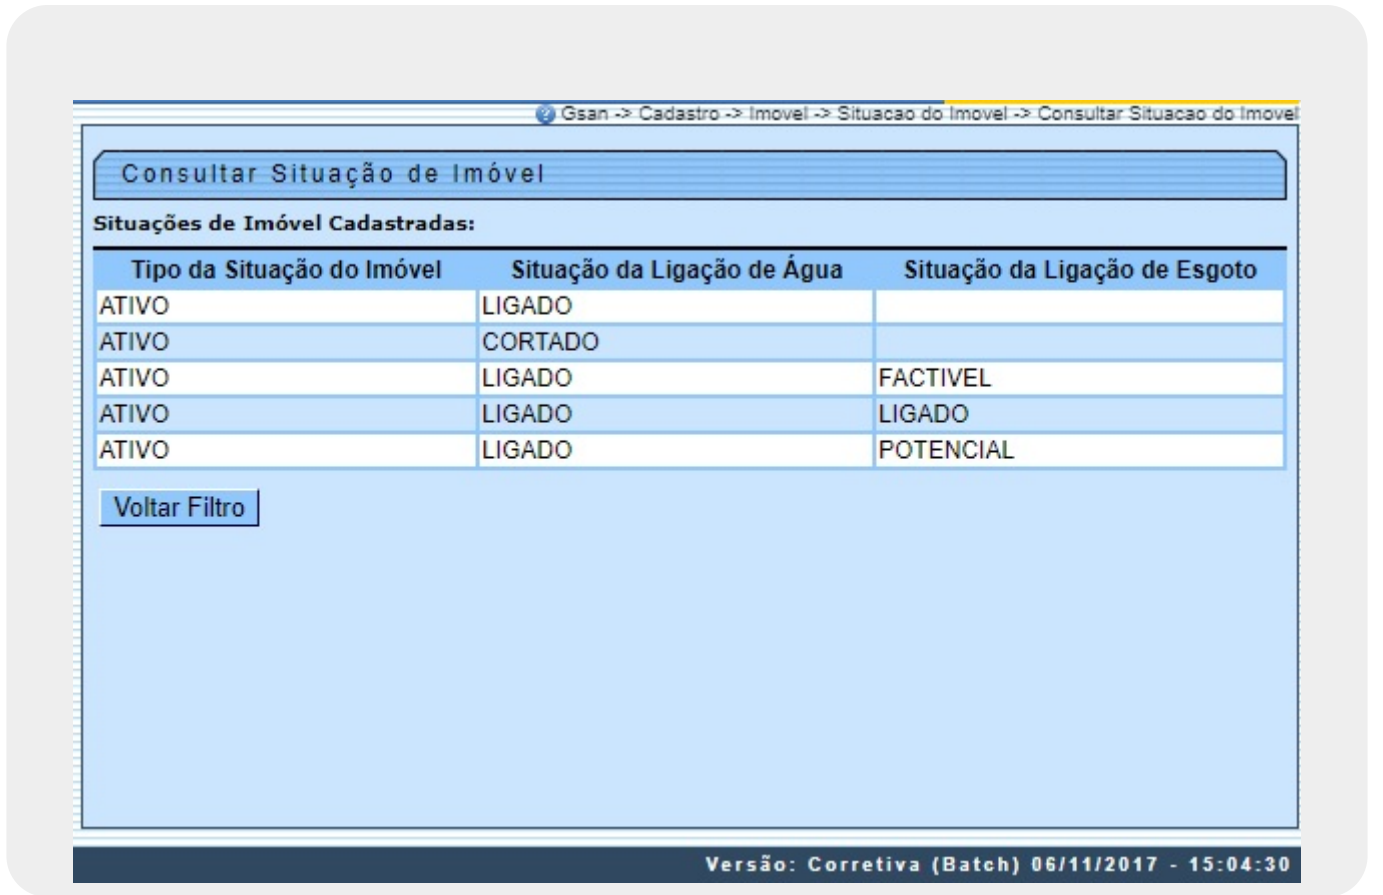 Gsan -> Cadastro -> Imovel -> Situacao do Imovel -> Consultar Situacao do Imovel
Consultar Situação de Imóvel
Situações de Imóvel Cadastradas:
Tipo da Situação do Imóvel Situação da Ligação de Água Situação da Ligação de Esgoto
ATIVO LIGADO
ATIVO CORTADO
ATIVO LIGADO FACTIVEL
ATIVO LIGADO LIGADO
ATIVO LIGADO POTENCIAL
Voltar Filtro
Versão: Corretiva (Batch) 06/11/2017 - 15:04:30